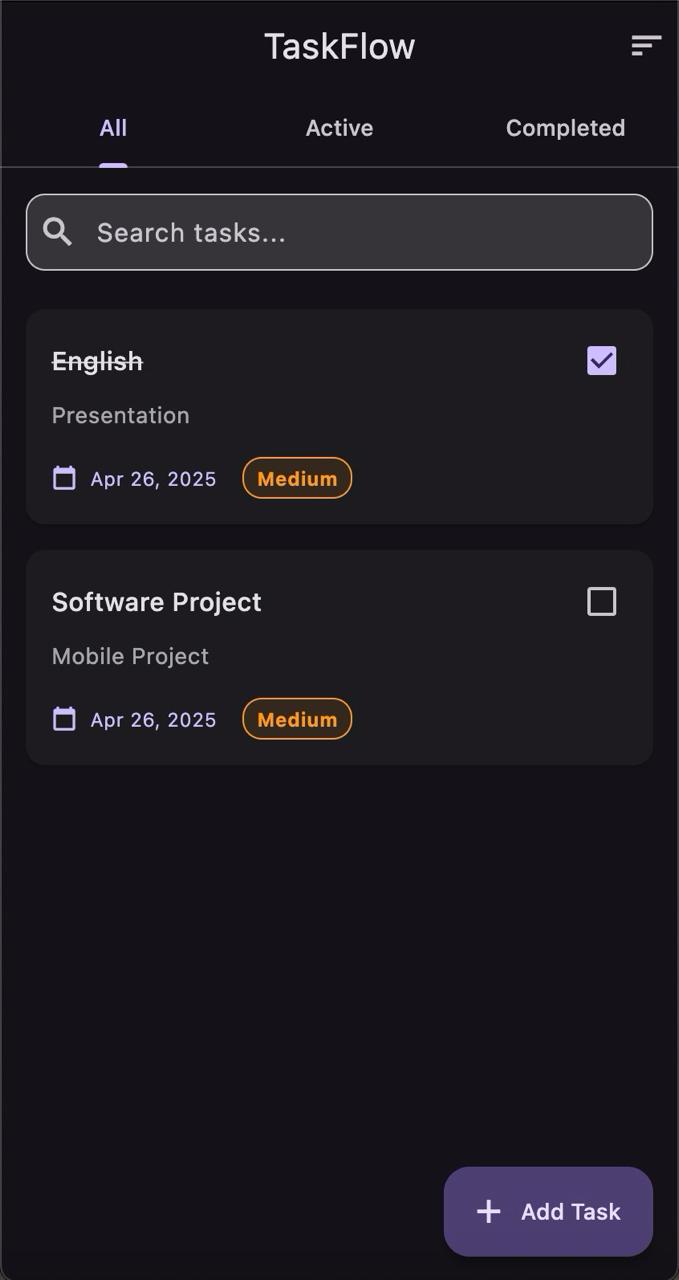 TaskFlow
All Active Completed
Search tasks...
English
Presentation
Apr 26, 2025 Medium
Software Project
Mobile Project
Apr 26, 2025 Medium
Add Task